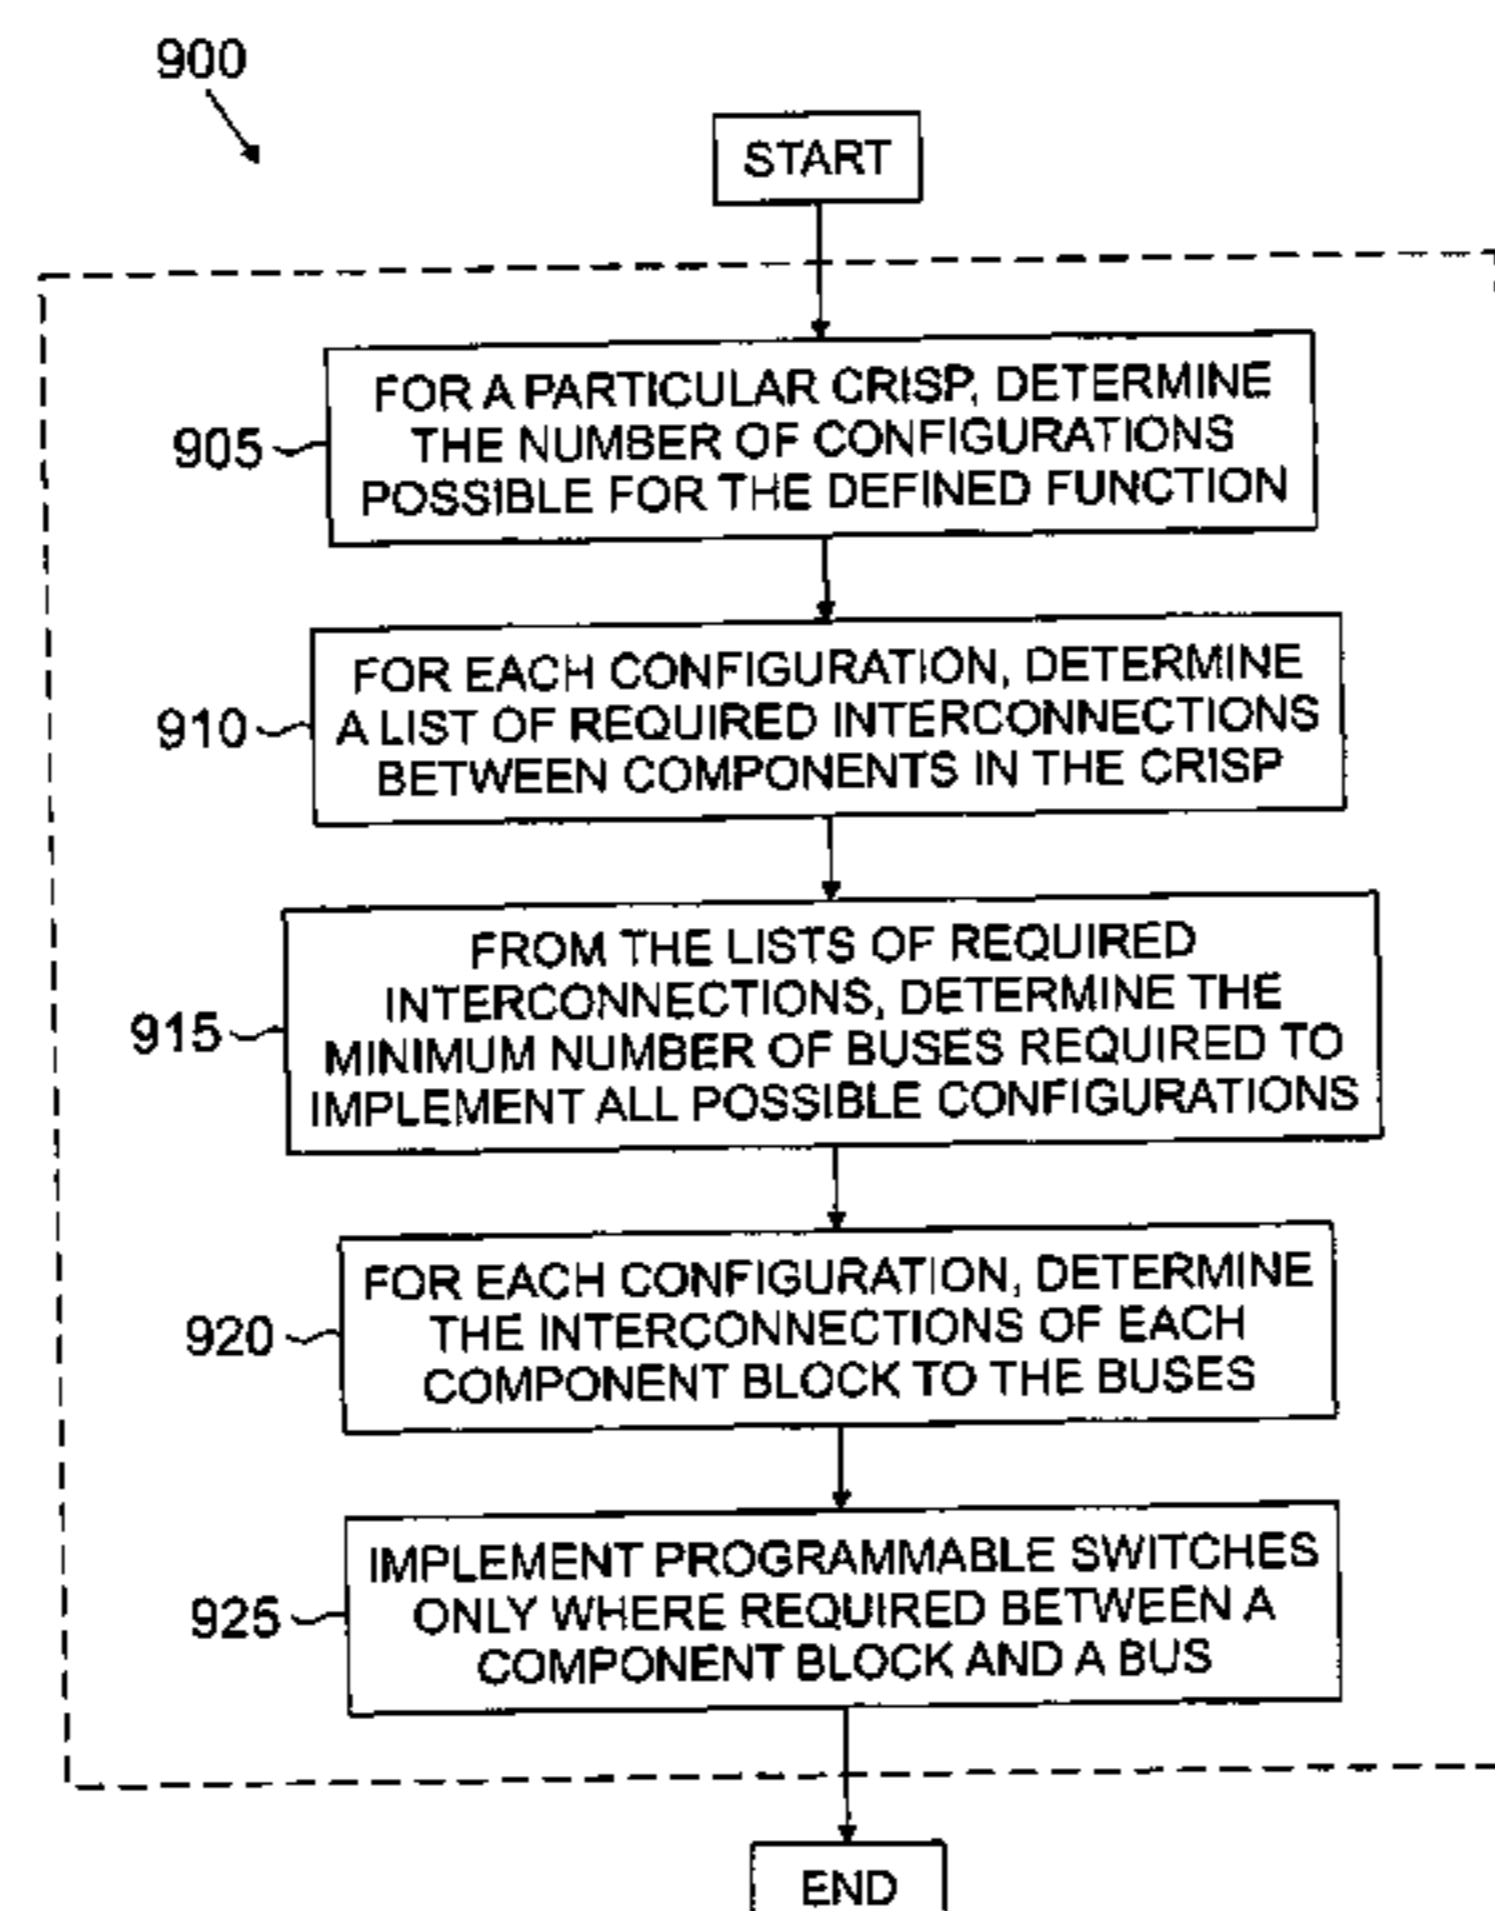 900
START
905
FOR A PARTICULAR CRISP, DETERMINE
THE NUMBER OF CONFIGURATIONS
POSSIBLE FOR THE DEFINED FUNCTION
910
FOR EACH CONFIGURATION, DETERMINE
A LIST OF REQUIRED INTERCONNECTIONS
BETWEEN COMPONENTS IN THE CRISP
915
FROM THE LISTS OF REQUIRED
INTERCONNECTIONS, DETERMINE THE
MINIMUM NUMBER OF BUSES REQUIRED TO
IMPLEMENT ALL POSSIBLE CONFIGURATIONS
920
FOR EACH CONFIGURATION, DETERMINE
THE INTERCONNECTIONS OF EACH
COMPONENT BLOCK TO THE BUSES
925
IMPLEMENT PROGRAMMABLE SWITCHES
ONLY WHERE REQUIRED BETWEEN A
COMPONENT BLOCK AND A BUS
END